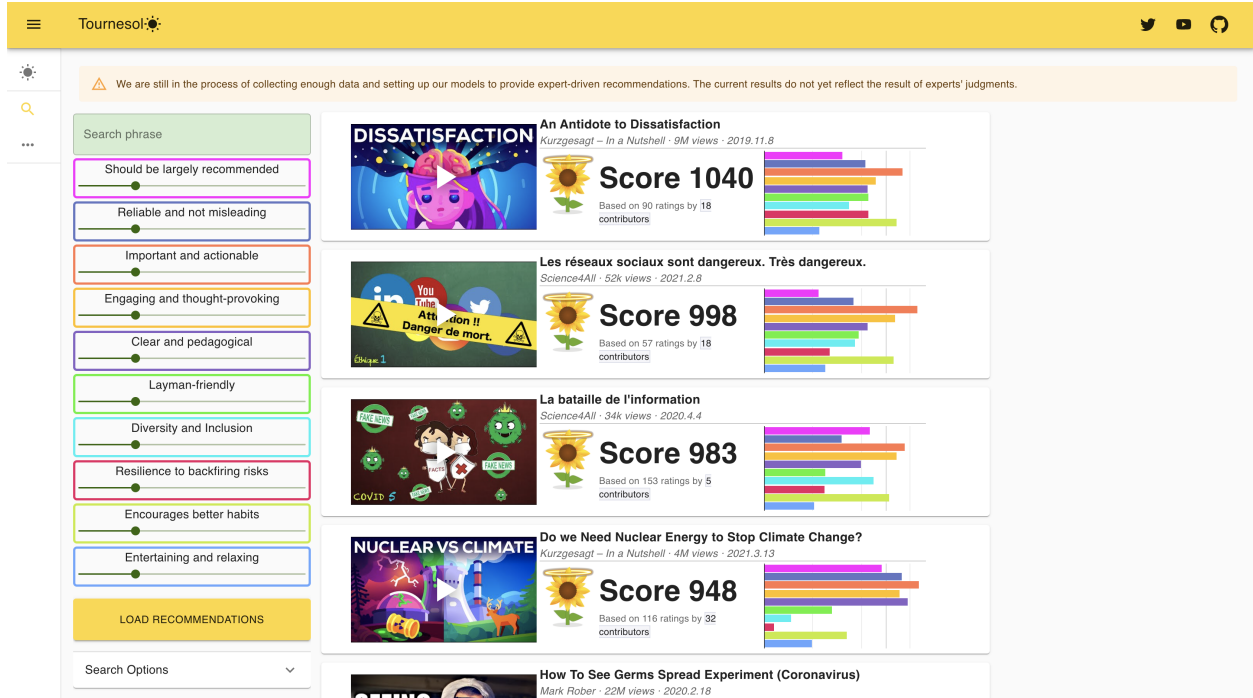 Tournesol
We are still in the process of collecting enough data and setting up our models to provide expert-driven recommendations. The current results do not yet reflect the result of experts' judgments.
Search phrase
Should be largely recommended
Reliable and not misleading
Important and actionable
Engaging and thought-provoking
Clear and pedagogical
Layman-friendly
Diversity and Inclusion
Resilience to backfiring risks
Encourages better habits
Entertaining and relaxing
LOAD RECOMMENDATIONS
Search Options
DISSATISFACTION
An Antidote to Dissatisfaction
Kurzgesagt – In a Nutshell · 9M views · 2019.11.8
Score 1040
Based on 90 ratings by 18
contributors
in
You
Tube
Attention !!
Danger de mort.
Éthique 1
Les réseaux sociaux sont dangereux. Très dangereux.
Science4All · 52k views · 2021.2.8
Score 998
Based on 57 ratings by 18
contributors
FAKE NEWS
FACTS
FAKE NEWS
COVID 5
La bataille de l'information
Science4All · 34k views · 2020.4.4
Score 983
Based on 153 ratings by 5
contributors
NUCLEAR VS CLIMATE
Do we Need Nuclear Energy to Stop Climate Change?
Kurzgesagt – In a Nutshell · 4M views · 2021.3.13
Score 948
Based on 116 ratings by 32
contributors
How To See Germs Spread Experiment (Coronavirus)
Mark Rober · 22M views · 2020.2.18